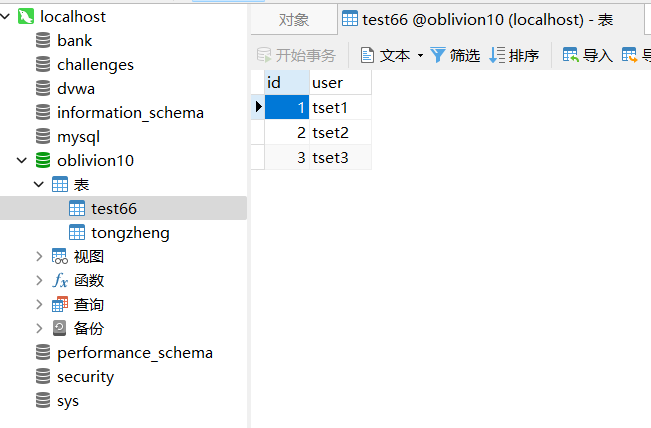 localhost
bank
challenges
dvwa
information_schema
mysql
oblivion10
表
test66
tongzheng
视图
fx 函数
查询
备份
performance_schema
security
sys
对象 test66 @oblivion10 (localhost) - 表
开始事务 文本 筛选 排序 导入 导
id user
1 tset1
2 tset2
3 tset3